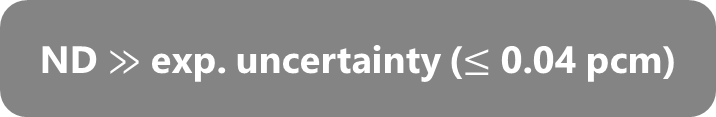 ND ≫ exp. uncertainty (≤ 0.04 pcm)